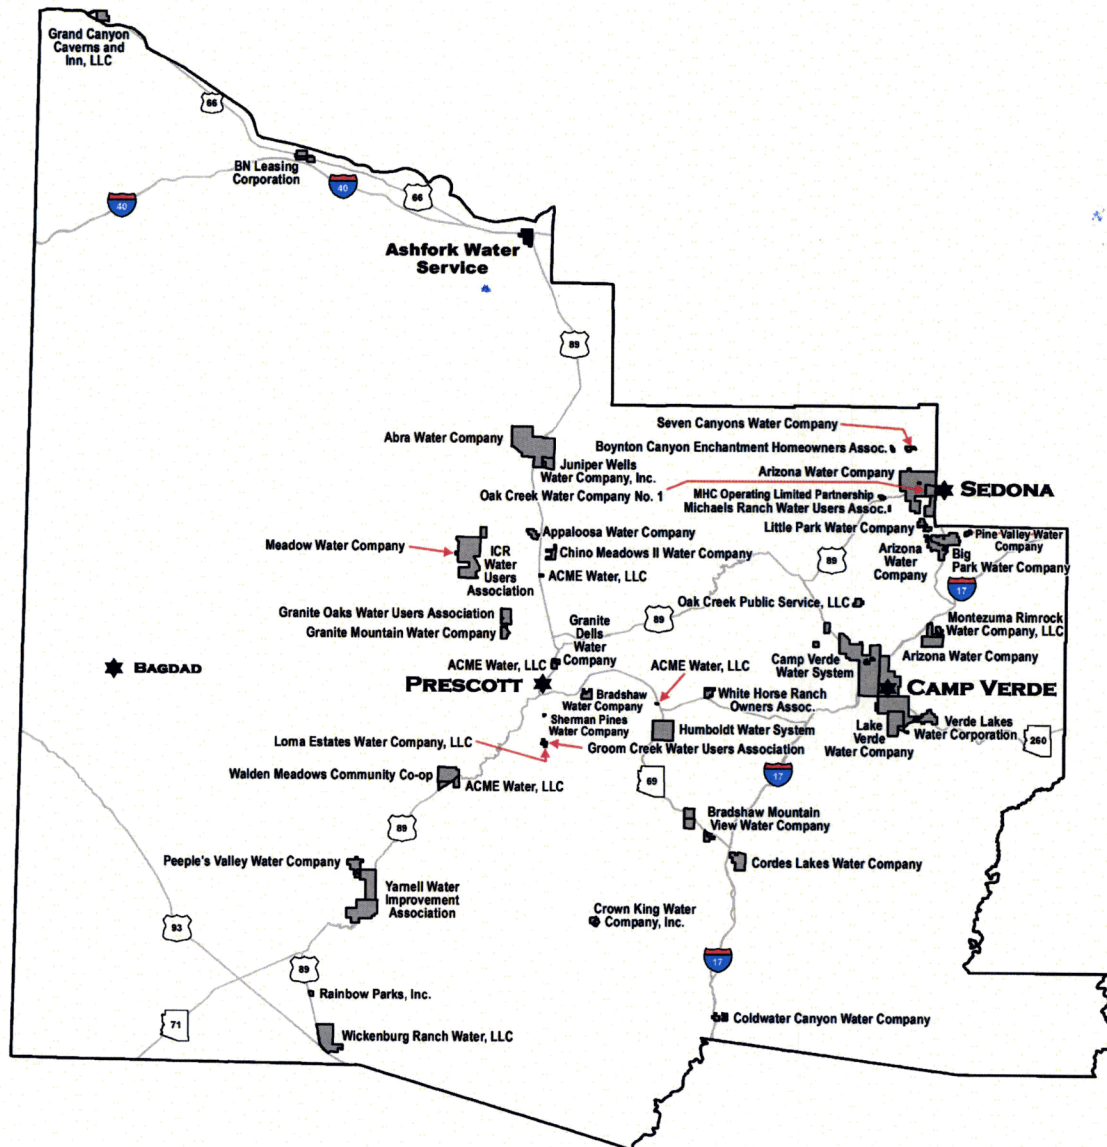 Grand Canyon
Caverns and
Inn, LLC
66
BN Leasing
Corporation
40
40
66
Ashfork Water
Service
89
Seven Canyons Water Company
Boynton Canyon Enchantment Homeowners Assoc.
Abra Water Company
Juniper Wells
Water Company, Inc.
Arizona Water Company
Oak Creek Water Company No. 1
SEDONA
MHC Operating Limited Partnership
Michaels Ranch Water Users Assoc.
Little Park Water Company
Pine Valley Water
Company
Arizona
Water
Company
Big
Park Water Company
Appaloosa Water Company
Meadow Water Company
ICR
Water
Users
Association
Chino Meadows II Water Company
ACME Water, LLC
89
17
Oak Creek Public Service, LLC
Granite Oaks Water Users Association
Granite Mountain Water Company
Granite
Dells
Water
Company
89
Montezuma Rimrock
Water Company, LLC
Arizona Water Company
BAGDAD
ACME Water, LLC
PRESCOTT
ACME Water, LLC
Camp Verde
Water System
CAMP VERDE
Bradshaw
Water Company
White Horse Ranch
Owners Assoc.
Sherman Pines
Water Company
Humboldt Water System
Lake
Verde
Water Company
Verde Lakes
Water Corporation
260
Loma Estates Water Company, LLC
Groom Creek Water Users Association
Walden Meadows Community Co-op
ACME Water, LLC
69
17
89
Bradshaw Mountain
View Water Company
Peeple's Valley Water Company
Cordes Lakes Water Company
Yarnell Water
Improvement
Association
93
Crown King Water
Company, Inc.
17
89
Rainbow Parks, Inc.
71
Wickenburg Ranch Water, LLC
Coldwater Canyon Water Company